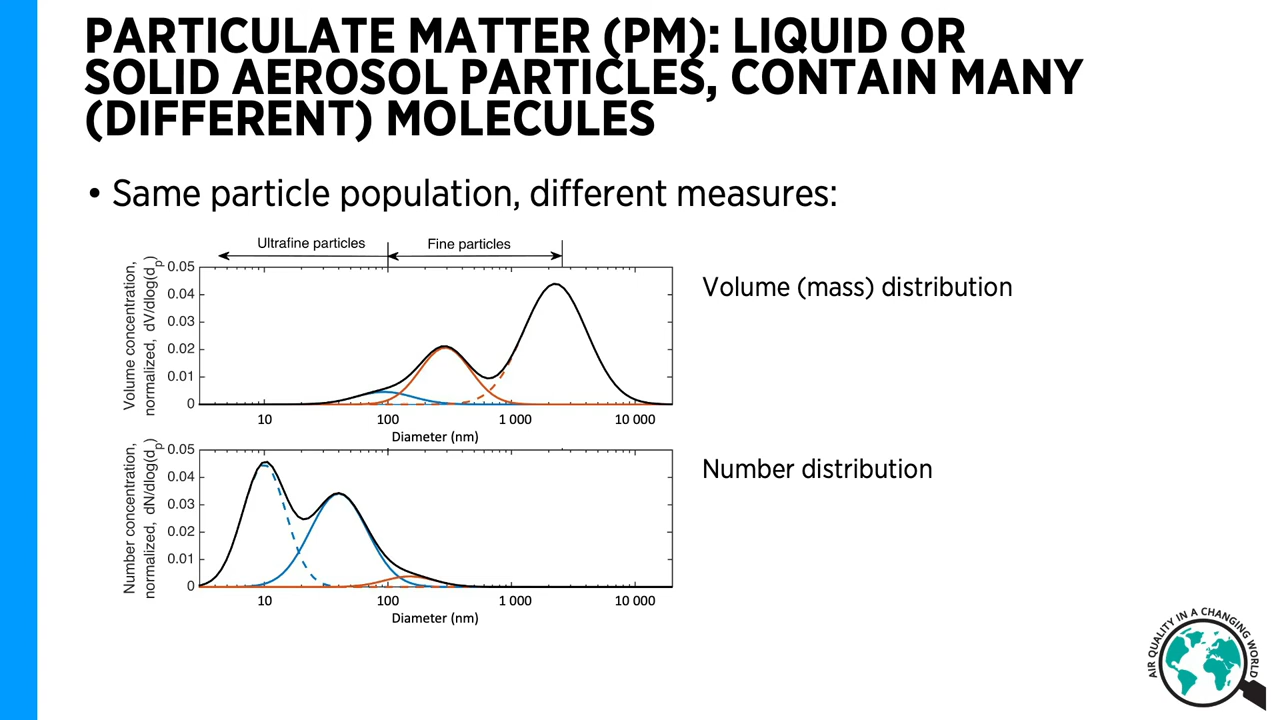 PARTICULATE MATTER (PM): LIQUID OR
SOLID AEROSOL PARTICLES, CONTAIN MANY
(DIFFERENT) MOLECULES
• Same particle population, different measures:
Ultrafine particles
Fine particles
Volume concentration,
normalized, dV/dlog(dp)
0.05
0.04
0.03
0.02
0.01
0
10
100
1 000
10 000
Diameter (nm)
Volume (mass) distribution
Number concentration,
normalized, dN/dlog(dp)
0.05
0.04
0.03
0.02
0.01
0
10
100
1 000
10 000
Diameter (nm)
Number distribution
AIR QUALITY IN A CHANGING WORLD